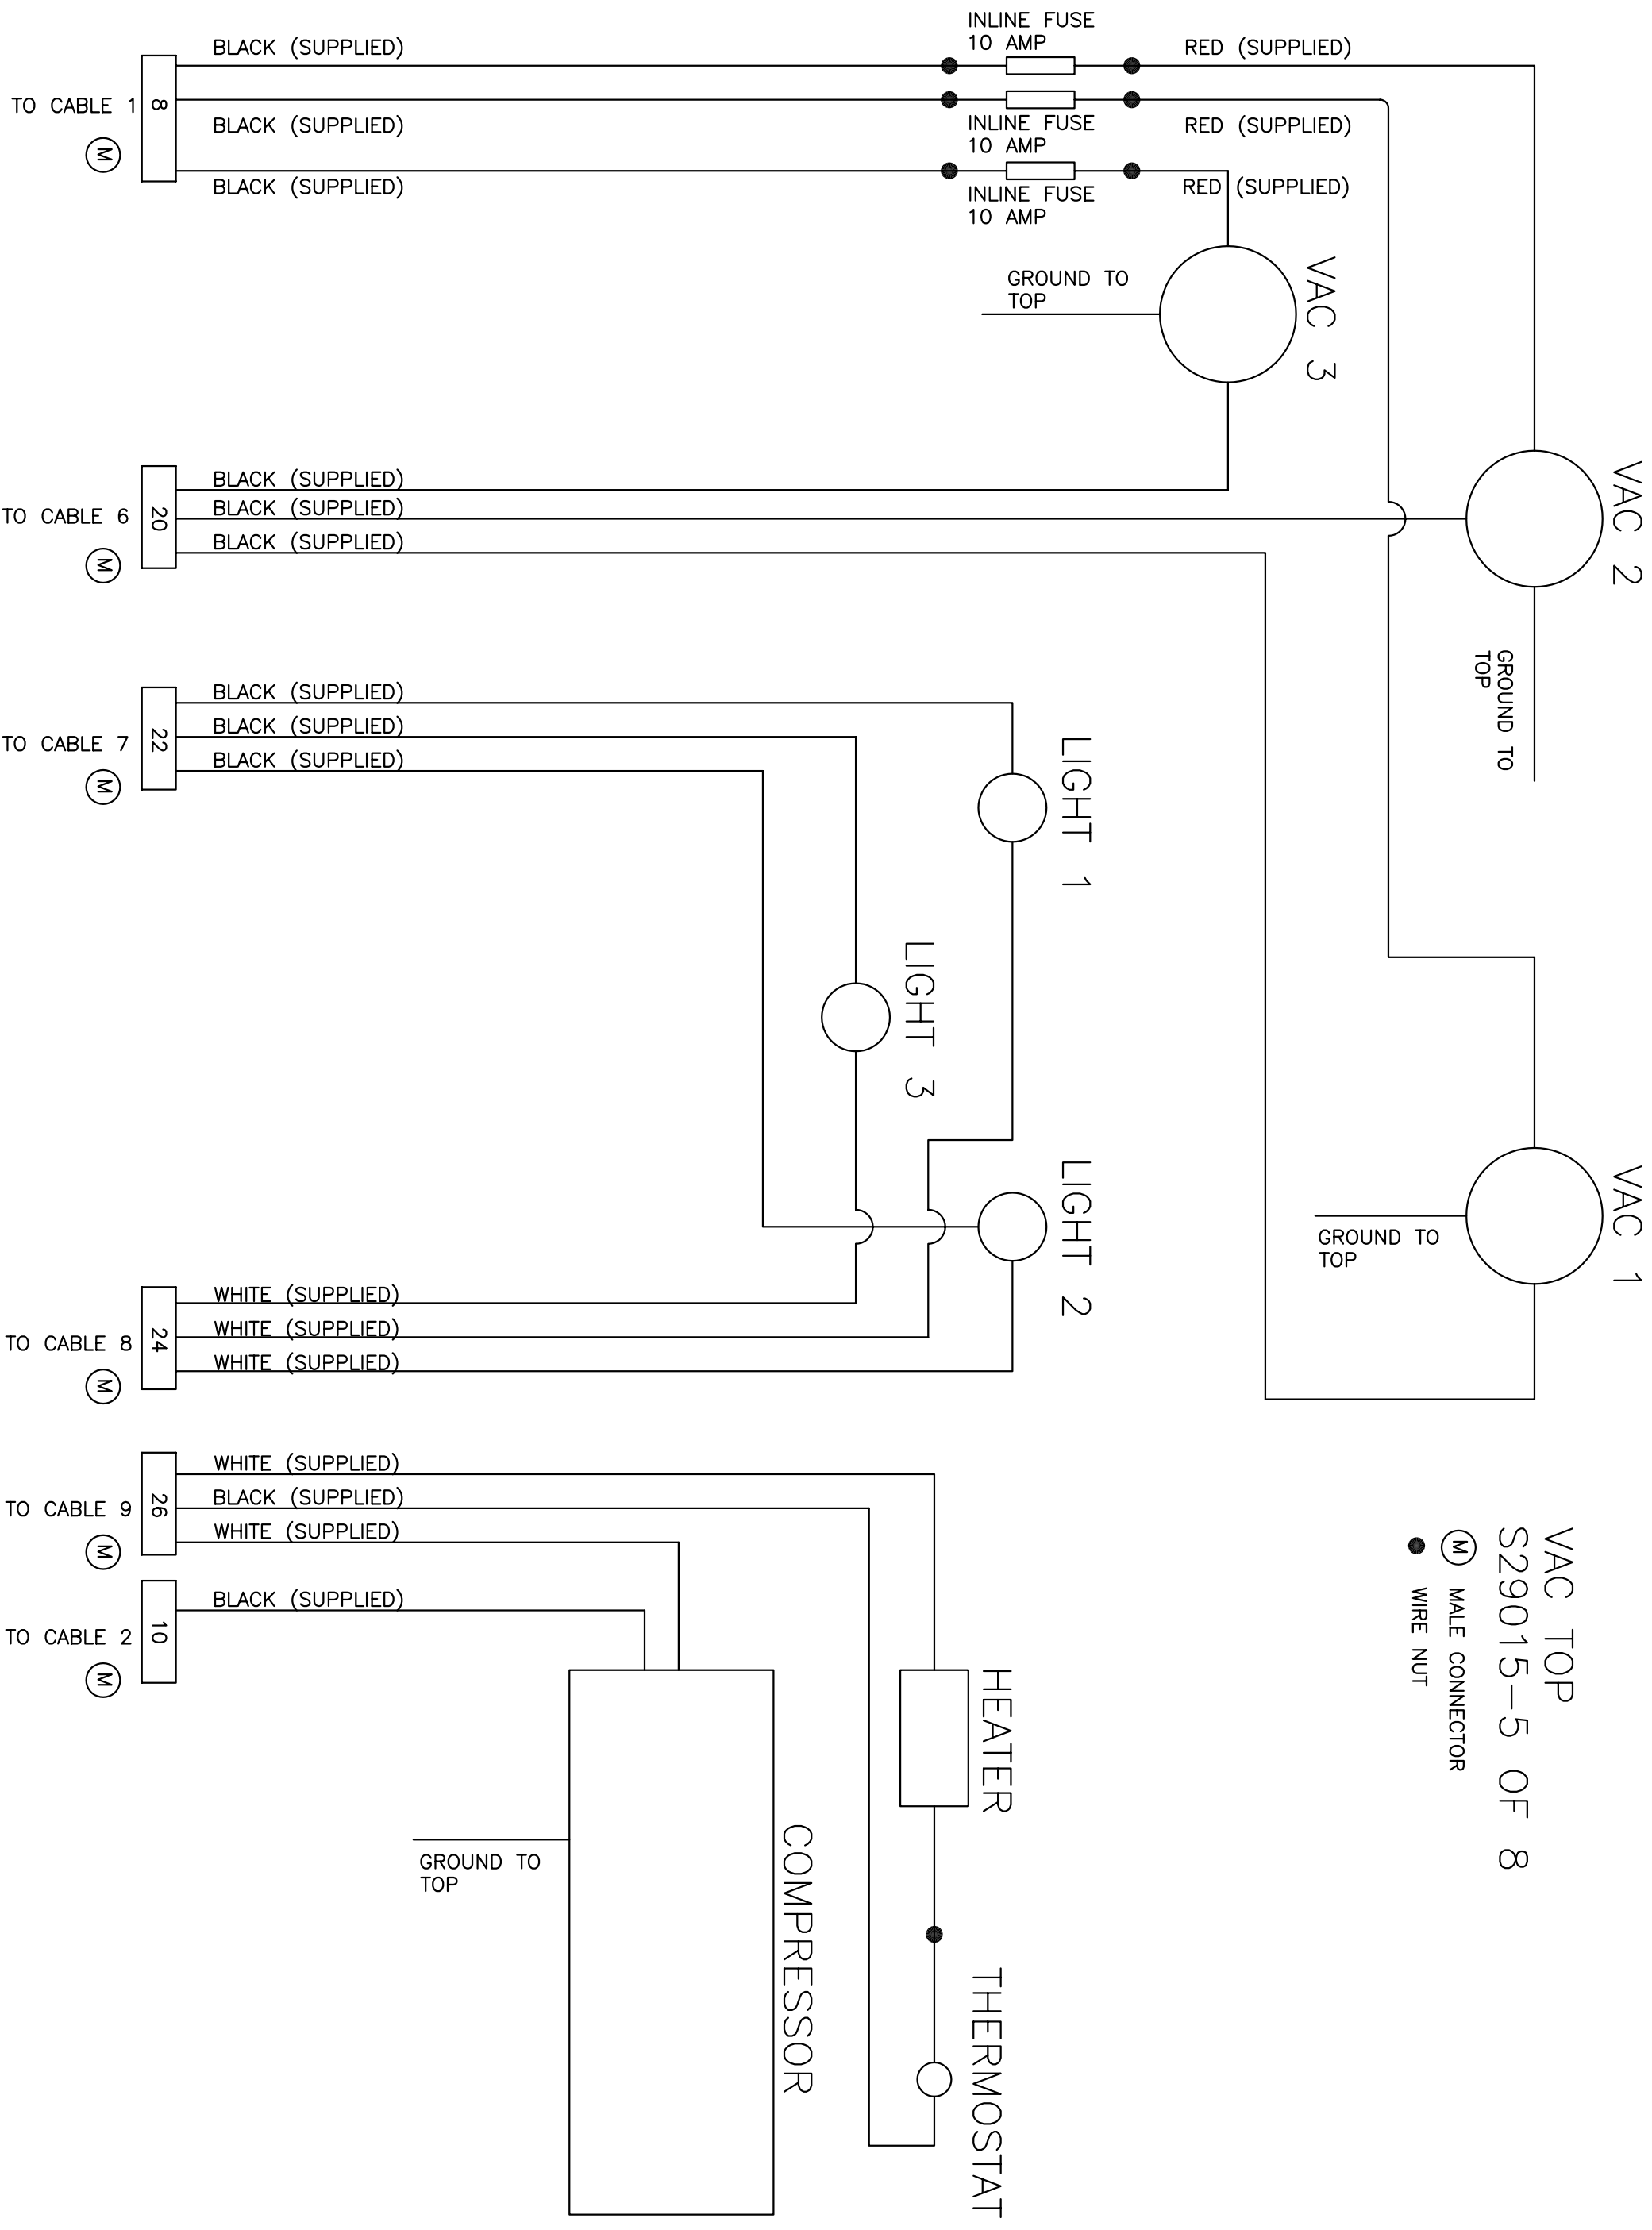 INLINE FUSE
10 AMP
BLACK (SUPPLIED)
RED (SUPPLIED)
8
TO CABLE 1
M
BLACK (SUPPLIED)
INLINE FUSE
10 AMP
RED (SUPPLIED)
BLACK (SUPPLIED)
INLINE FUSE
10 AMP
RED (SUPPLIED)
VAC 3
GROUND TO
TOP
VAC 2
GROUND TO
TOP
BLACK (SUPPLIED)
BLACK (SUPPLIED)
BLACK (SUPPLIED)
20
TO CABLE 6
M
BLACK (SUPPLIED)
BLACK (SUPPLIED)
BLACK (SUPPLIED)
22
TO CABLE 7
M
LIGHT 1
LIGHT 3
LIGHT 2
VAC 1
GROUND TO
TOP
WHITE (SUPPLIED)
WHITE (SUPPLIED)
WHITE (SUPPLIED)
24
TO CABLE 8
M
WHITE (SUPPLIED)
BLACK (SUPPLIED)
WHITE (SUPPLIED)
26
TO CABLE 9
M
BLACK (SUPPLIED)
10
TO CABLE 2
M
VAC TOP
S29015-5 OF 8
M MALE CONNECTOR
WIRE NUT
HEATER
COMPRESSOR
GROUND TO
TOP
THERMOSTAT